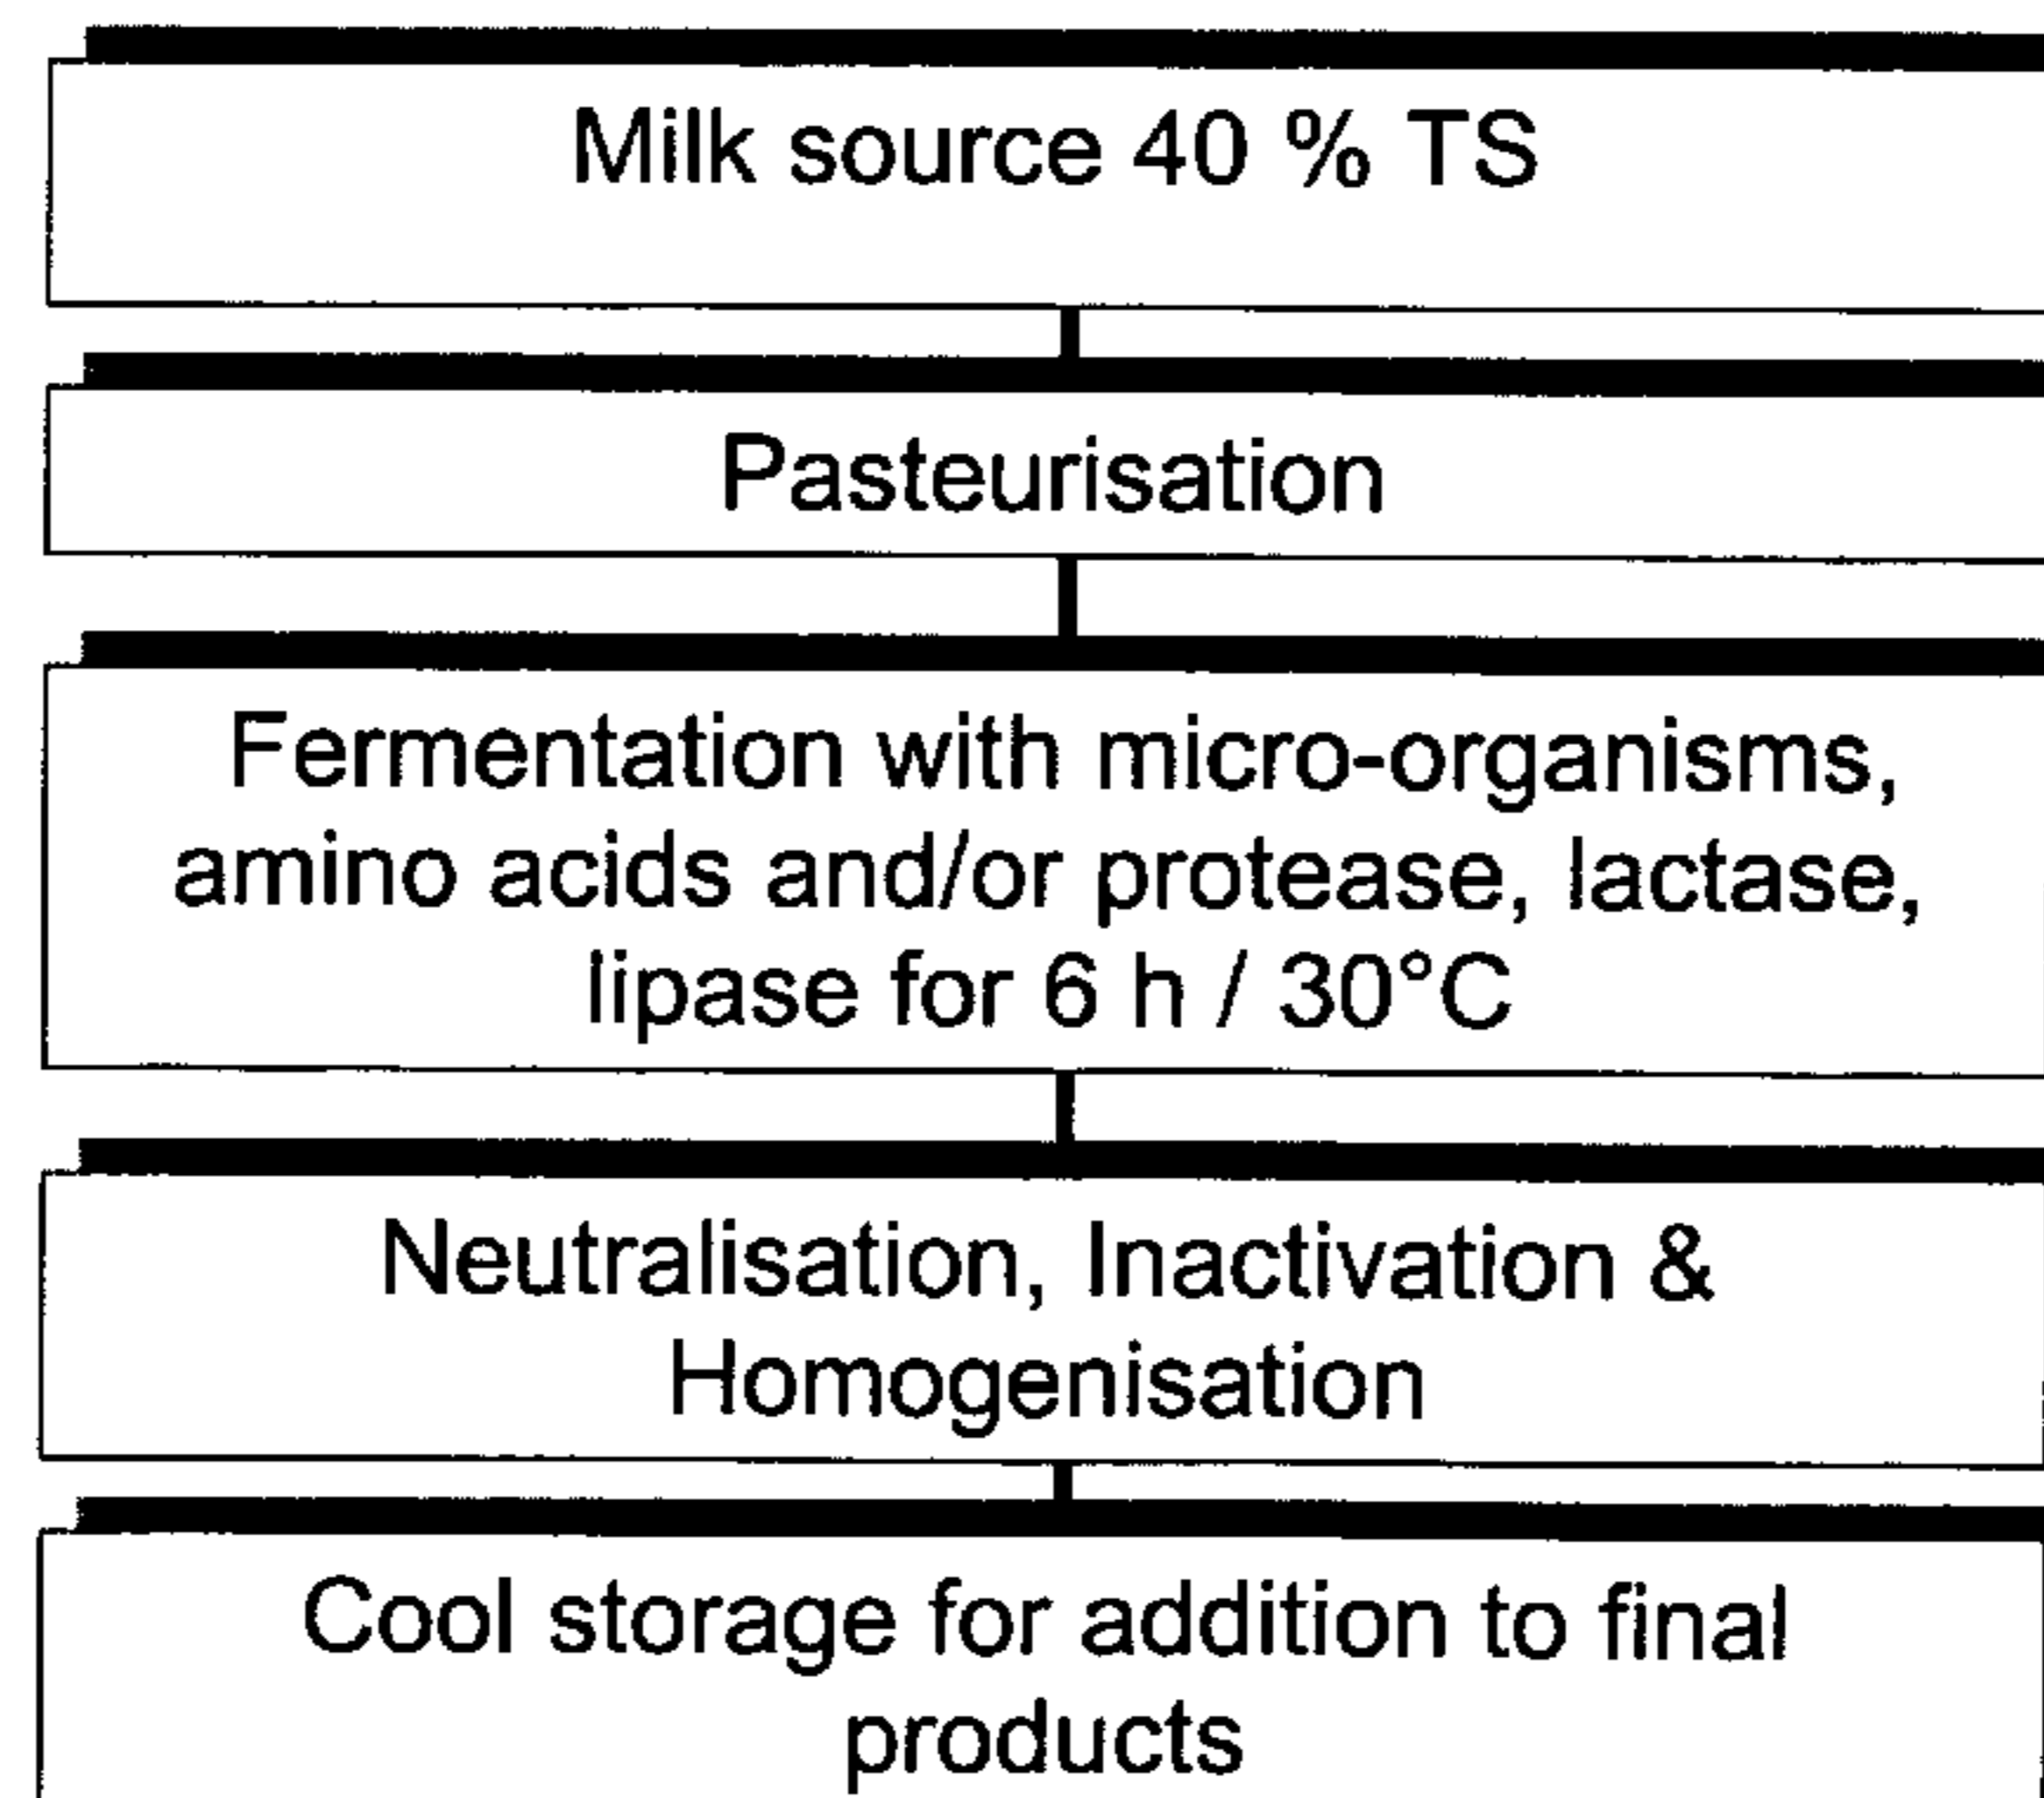 Milk source 40 % TS
Pasteurisation
Fermentation with micro-organisms,
amino acids and/or protease, lactase,
lipase for 6 h / 30°C
Neutralisation, Inactivation &
Homogenisation
Cool storage for addition to final
products